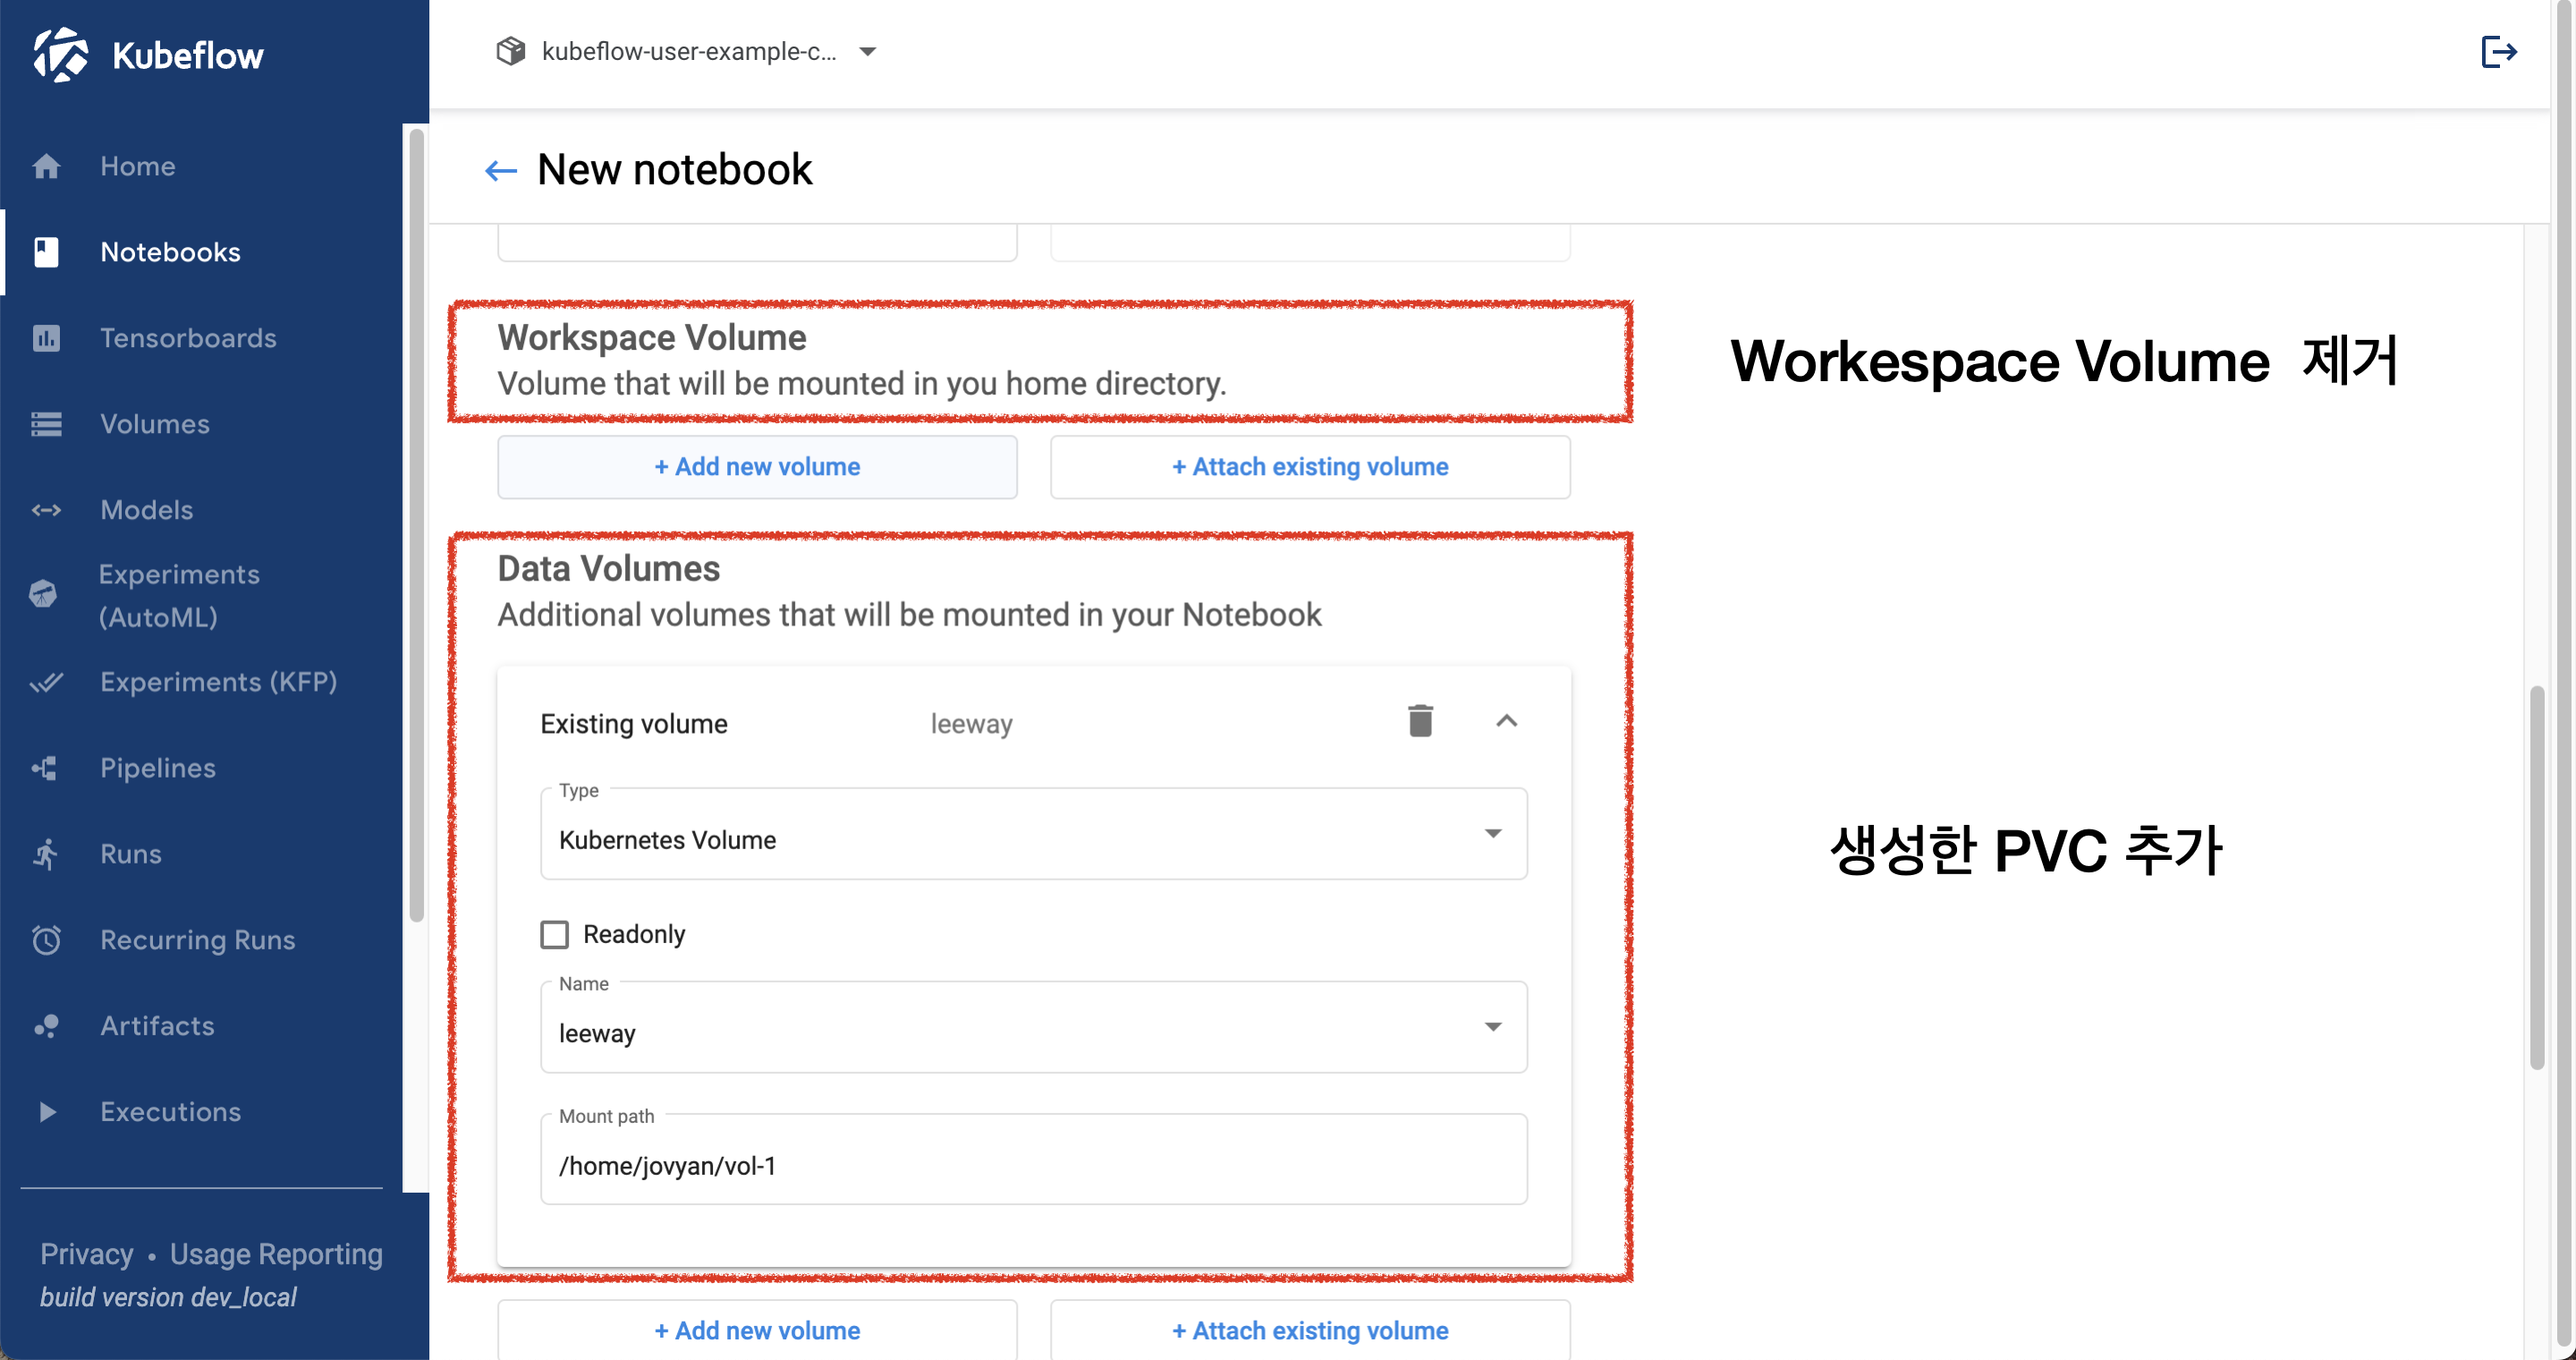 Kubeflow
kubeflow-user-example-c...
New notebook
Home
Notebooks
Tensorboards
Volumes
Models
Experiments
(AutoML)
Experiments (KFP)
Pipelines
Runs
Recurring Runs
Artifacts
Executions
Privacy • Usage Reporting
build version dev_local
Workspace Volume
Volume that will be mounted in you home directory.
Workespace Volume 제거
+ Add new volume
+ Attach existing volume
Data Volumes
Additional volumes that will be mounted in your Notebook
Existing volume leeway
Type
Kubernetes Volume
Readonly
Name
leeway
Mount path
/home/jovyan/vol-1
생성한 PVC 추가
+ Add new volume
+ Attach existing volume